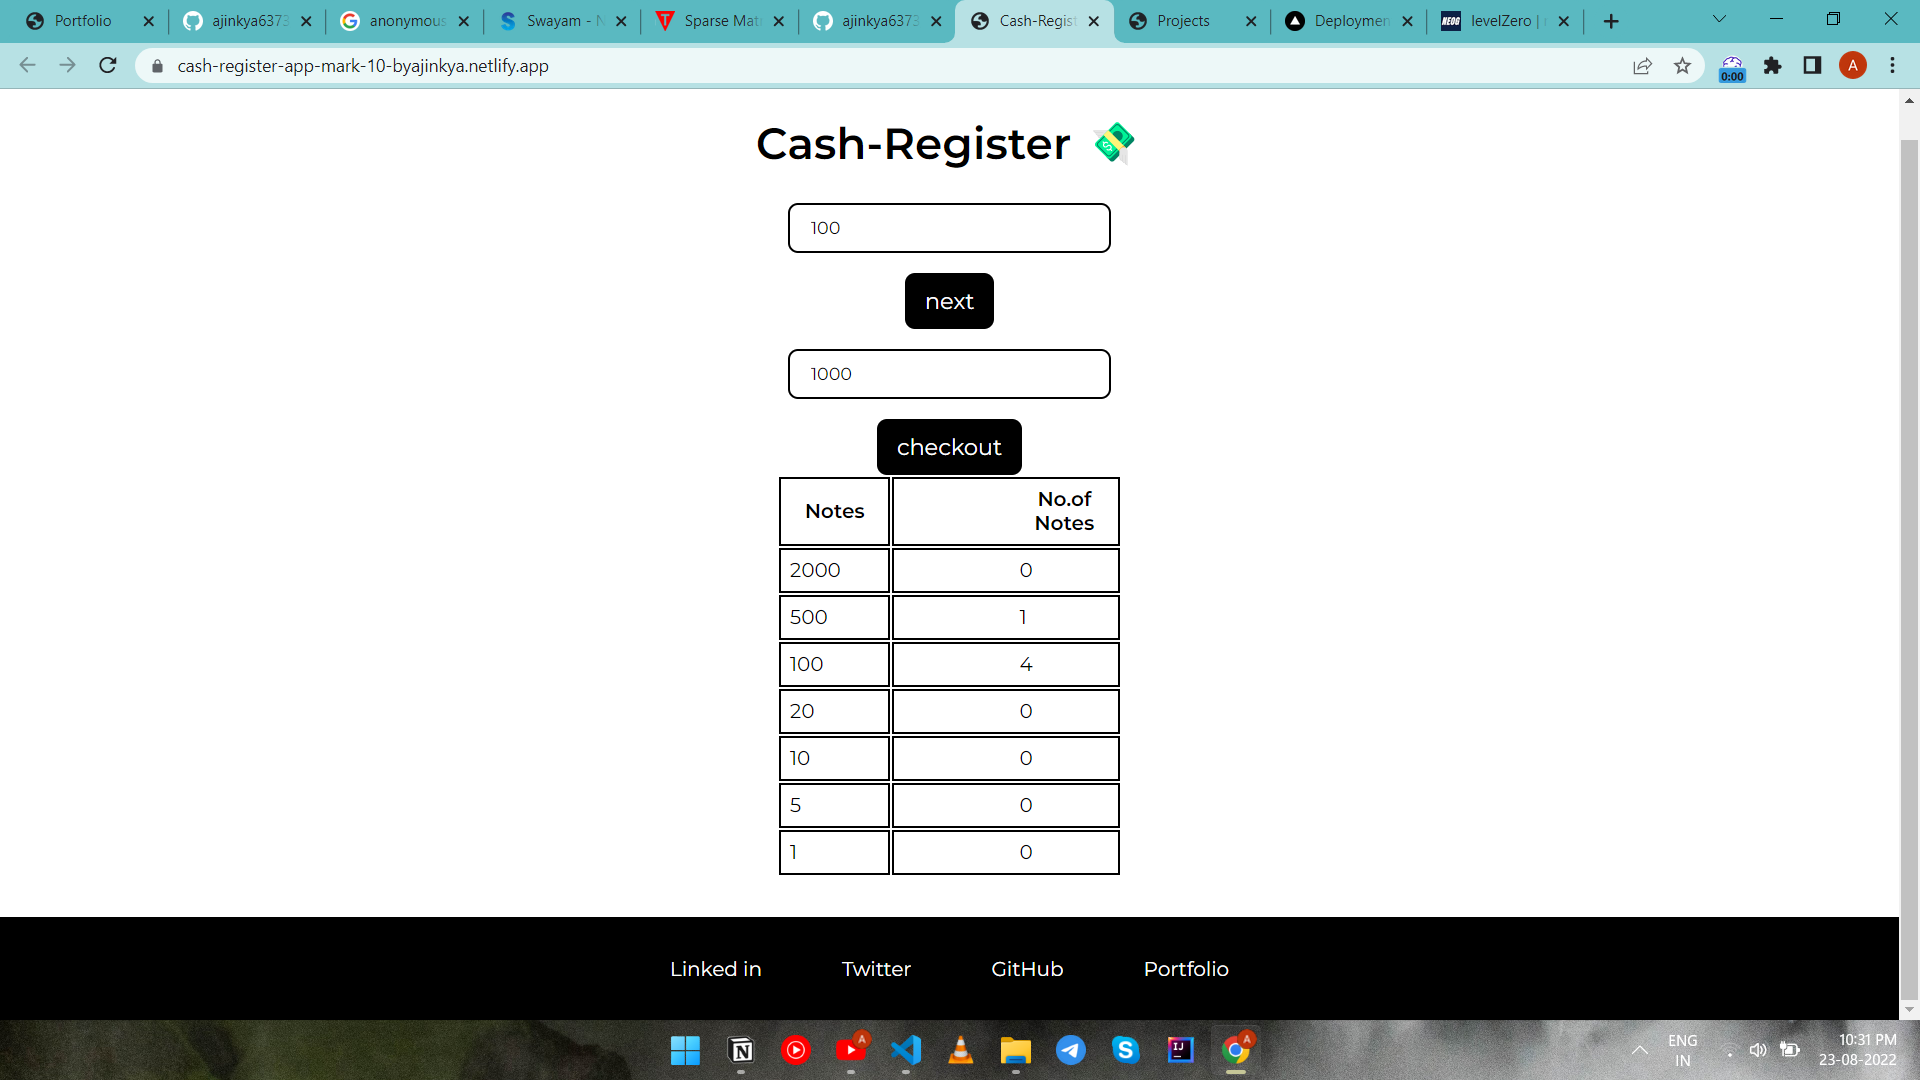 Portfolio
ajinkya6373
anonymous
Swayam - N
Sparse Mat
ajinkya6373
Cash-Regist
Projects
Deploymen
levelZero |
cash-register-app-mark-10-byajinkya.netlify.app
0:00
A
Cash-Register
100
next
1000
checkout
Notes No.of Notes
2000 0
500 1
100 4
20 0
10 0
5 0
1 0
Linked in Twitter GitHub Portfolio
ENG
IN
10:31 PM
23-08-2022